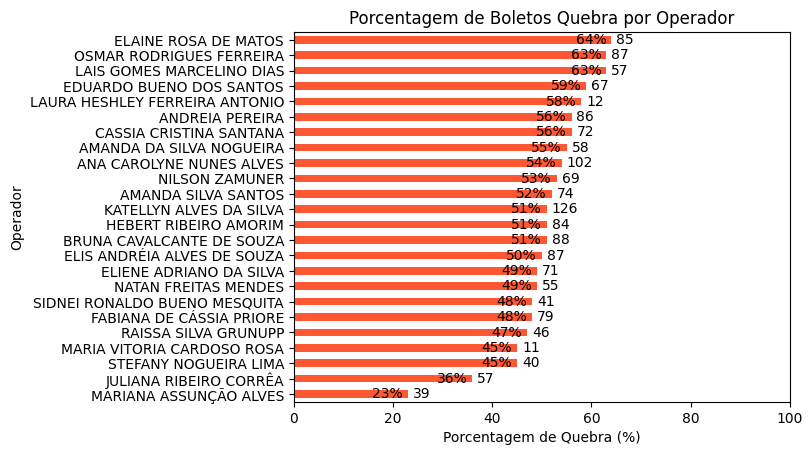 Porcentagem de Boletos Quebra por Operador
ELAINE ROSA DE MATOS 64% 85
OSMAR RODRIGUES FERREIRA 63% 87
LAIS GOMES MARCELINO DIAS 63% 57
EDUARDO BUENO DOS SANTOS 59% 67
LAURA HESHLEY FERREIRA ANTONIO 58% 12
ANDREIA PEREIRA 56% 86
CASSIA CRISTINA SANTANA 56% 72
AMANDA DA SILVA NOGUEIRA 55% 58
ANA CAROLYNE NUNES ALVES 54% 102
NILSON ZAMUNER 53% 69
AMANDA SILVA SANTOS 52% 74
KATELLYN ALVES DA SILVA 51% 126
HEBERT RIBEIRO AMORIM 51% 84
BRUNA CAVALCANTE DE SOUZA 51% 88
ELIS ANDRÉIA ALVES DE SOUZA 50% 87
ELIENE ADRIANO DA SILVA 49% 71
NATAN FREITAS MENDES 49% 55
SIDNEI RONALDO BUENO MESQUITA 48% 41
FABIANA DE CÁSSIA PRIORE 48% 79
RAISSA SILVA GRUNUPP 47% 46
MARIA VITORIA CARDOSO ROSA 45% 11
STEFANY NOGUEIRA LIMA 45% 40
JULIANA RIBEIRO CORRÊA 36% 57
MARIANA ASSUNÇÃO ALVES 23% 39
Operador
0 20 40 60 80 100
Porcentagem de Quebra (%)